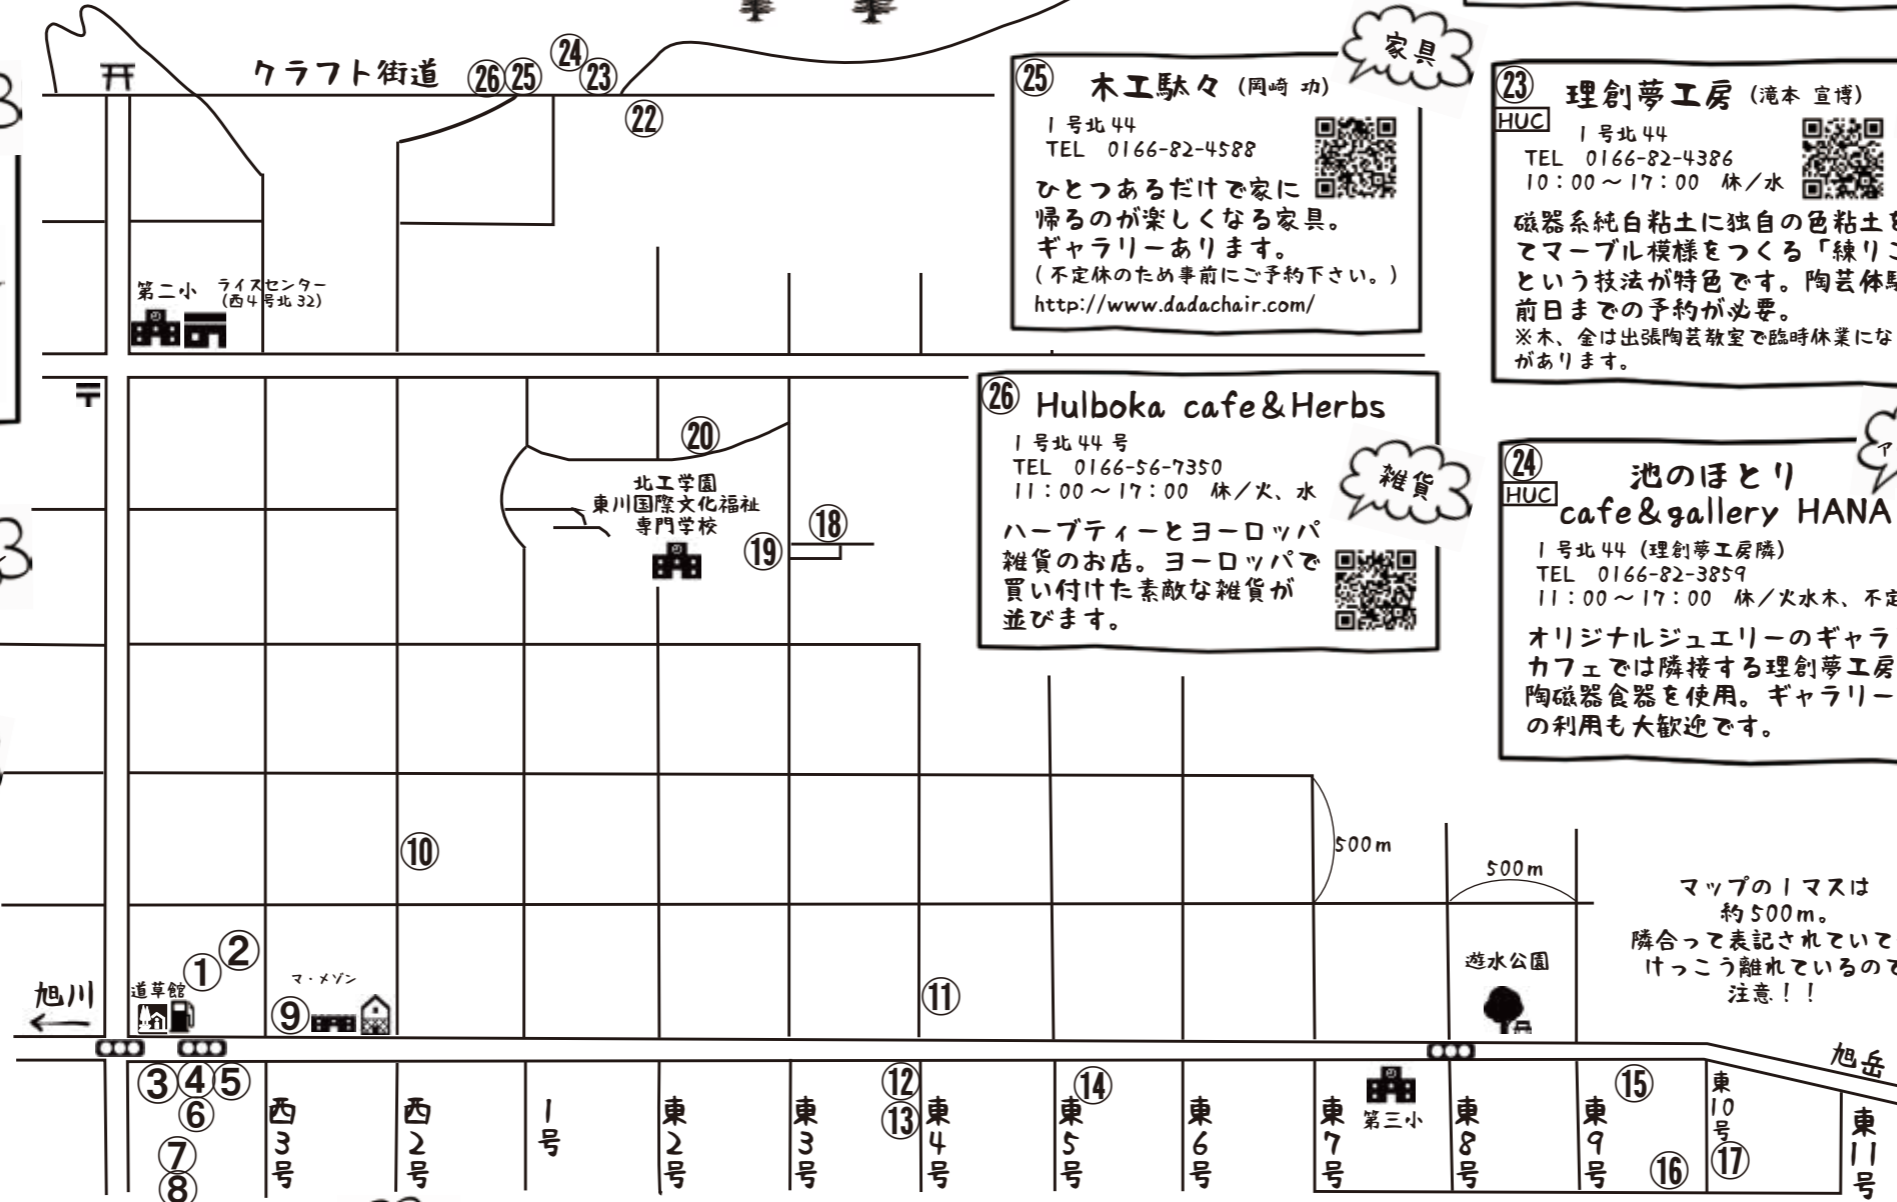 クラフト街道
㉖
㉕
㉔
㉓
㉒
第二小
ライスセンター
(西4号北32)
⑳
北工学園
東川国際文化福祉
専門学校
⑲
⑱
⑩
500m
500m
マップの1マスは
約500m。
隣合って表記されていて
けっこう離れているので
注意！！
旭川
道草館
①
②
マ・メゾン
⑨
⑪
遊水公園
旭岳
③
④
⑤
⑥
⑦
⑧
西3号
西2号
1号
東2号
東3号
⑫
⑬
東4号
東5号
⑭
東6号
東7号
第三小
東8号
東9号
⑮
⑯
東10号
⑰
東11号
㉕ 木工駄々 (岡崎 功)
家具
1号北44
TEL 0166-82-4588
ひとつあるだけで家に
帰るのが楽しくなる家具。
ギャラリーあります。
(不定休のため事前にご予約下さい。)
http://www.dadachair.com/
㉖ Hulboka cafe&Herbs
雑貨
1号北44号
TEL 0166-56-7350
11:00～17:00 休/火、水
ハーブティーとヨーロッパ
雑貨のお店。ヨーロッパで
買い付けた素敵な雑貨が
並びます。
㉓ 理創夢工房 (滝本 宣博)
HUC
1号北44
TEL 0166-82-4386
10:00～17:00 休/水
磁器系純白粘土に独自の色粘土を
てマーブル模様をつくる「練りこ
という技法が特色です。陶芸体験
前日までの予約が必要。
※木、金は出張陶芸教室で臨時休業にな
があります。
㉔ 池のほとり
HUC
cafe&gallery HANA
ア
1号北44 (理創夢工房隣)
TEL 0166-82-3859
11:00～17:00 休/火水木、不定
オリジナルジュエリーのギャラ
カフェでは隣接する理創夢工房
陶磁器食器を使用。ギャラリー
の利用も大歓迎です。